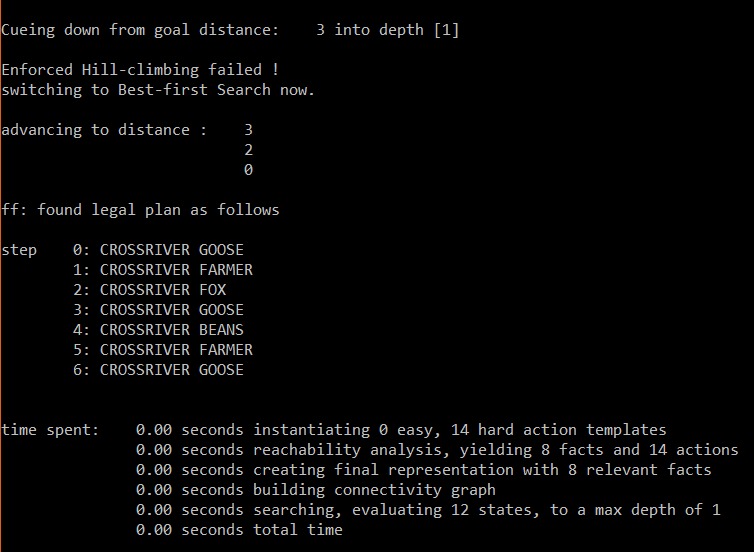 Cueing down from goal distance:    3 into depth [1]
Enforced Hill-climbing failed !
switching to Best-first Search now.
advancing to distance :    3
                           2
                           0
ff: found legal plan as follows
step    0: CROSSRIVER GOOSE
        1: CROSSRIVER FARMER
        2: CROSSRIVER FOX
        3: CROSSRIVER GOOSE
        4: CROSSRIVER BEANS
        5: CROSSRIVER FARMER
        6: CROSSRIVER GOOSE
time spent:    0.00 seconds instantiating 0 easy, 14 hard action templates
               0.00 seconds reachability analysis, yielding 8 facts and 14 actions
               0.00 seconds creating final representation with 8 relevant facts
               0.00 seconds building connectivity graph
               0.00 seconds searching, evaluating 12 states, to a max depth of 1
               0.00 seconds total time